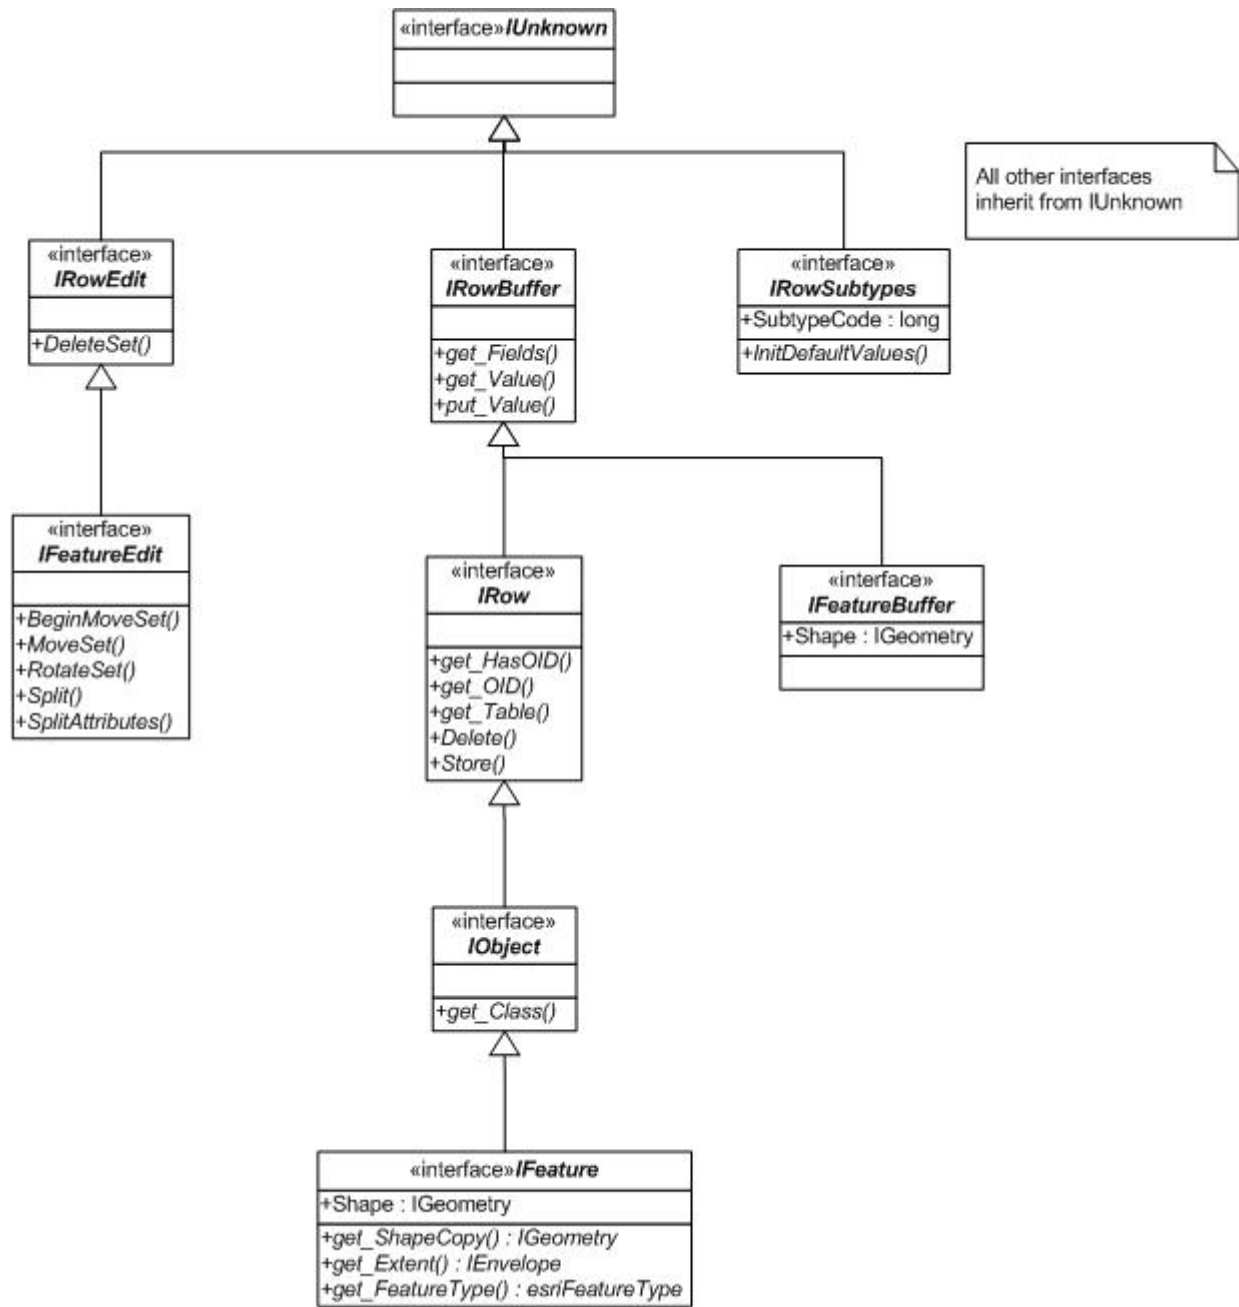 «interface»IUnknown
All other interfaces
inherit from IUnknown
«interface»
IRowEdit
+DeleteSet()
«interface»
IRowBuffer
+get_Fields()
+get_Value()
+put_Value()
«interface»
IRowSubtypes
+SubtypeCode : long
+InitDefaultValues()
«interface»
IFeatureEdit
+BeginMoveSet()
+MoveSet()
+RotateSet()
+Split()
+SplitAttributes()
«interface»
IRow
+get_HasOID()
+get_OID()
+get_Table()
+Delete()
+Store()
«interface»
IFeatureBuffer
+Shape : IGeometry
«interface»
IObject
+get_Class()
«interface»IFeature
+Shape : IGeometry
+get_ShapeCopy() : IGeometry
+get_Extent() : IEnvelope
+get_FeatureType() : esriFeatureType